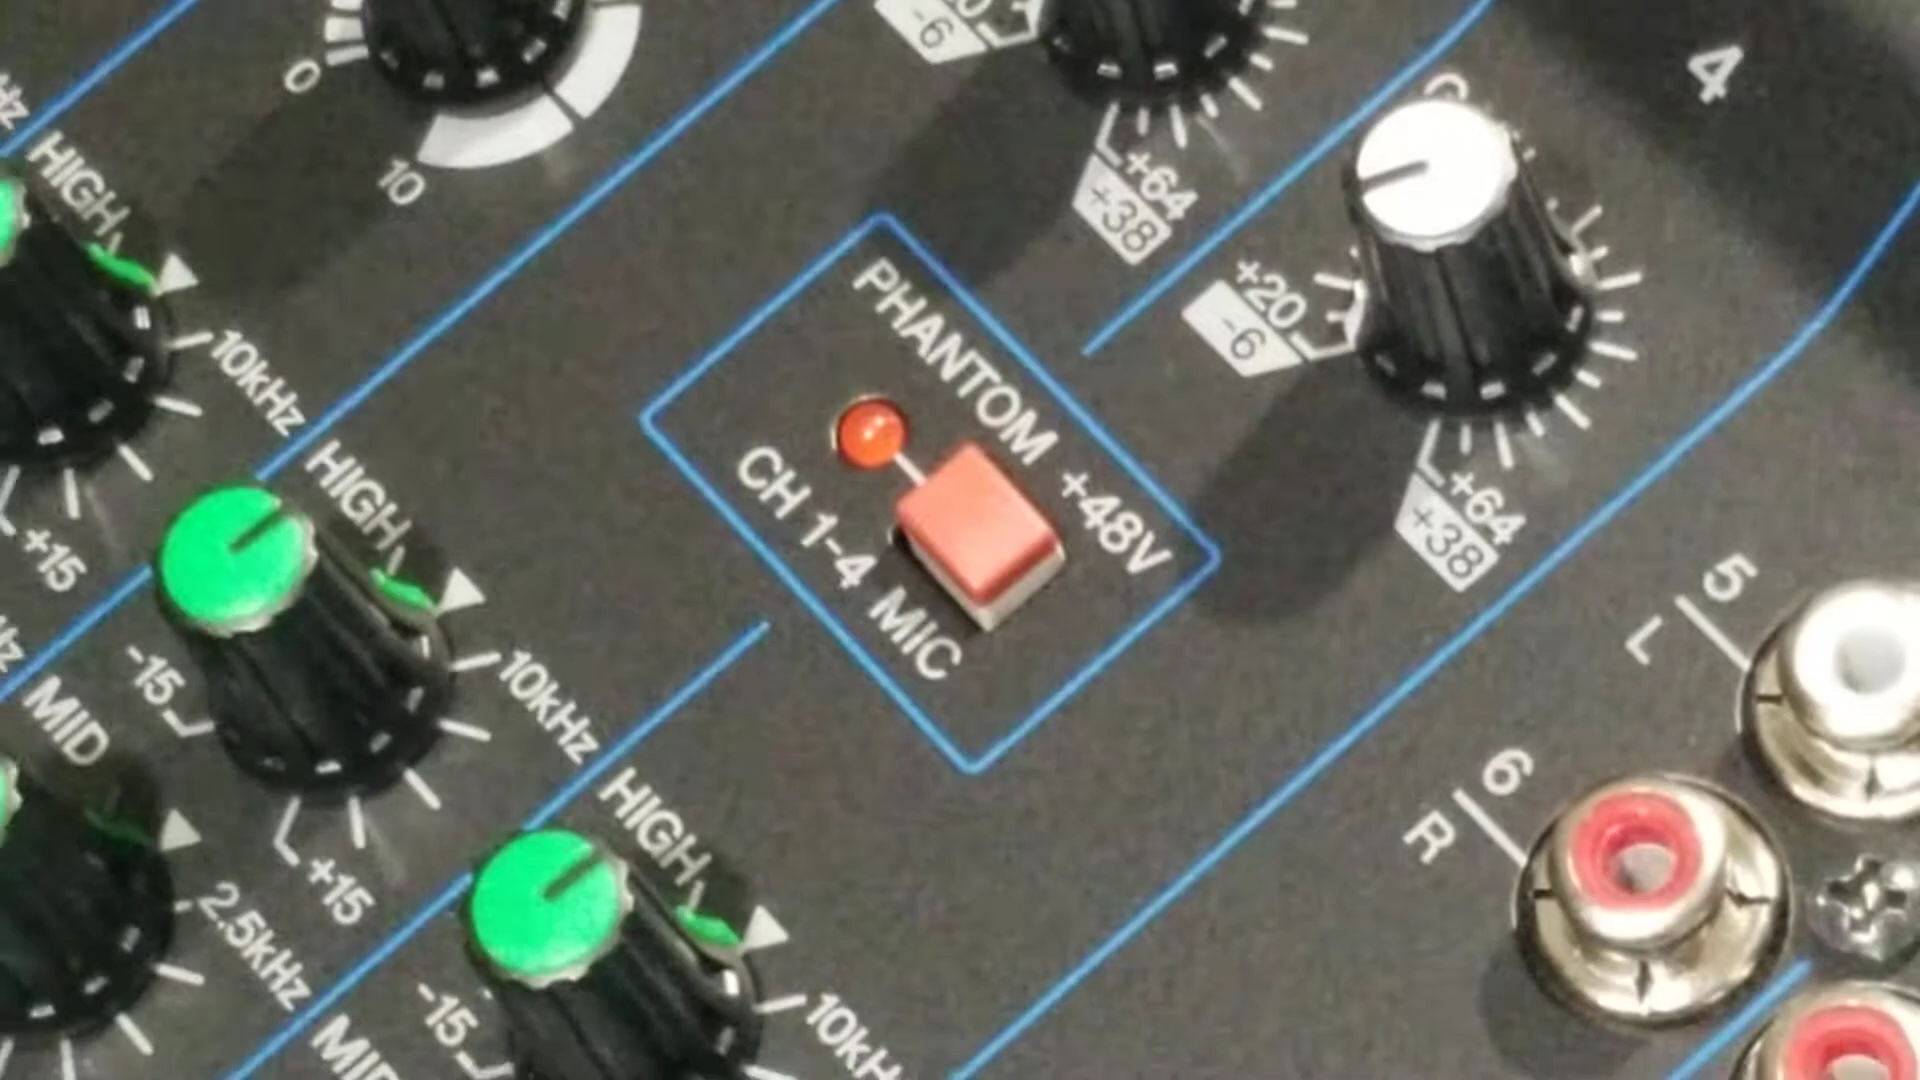 0
10
-6
+64
+38
4
HIGH
10kHz
+15
PHANTOM +48V
CH 1-4 MIC
+20
-6
+64
+38
HIGH
10kHz
-15
+15
MID
2.5kHz
HIGH
-15
5
L
6
R